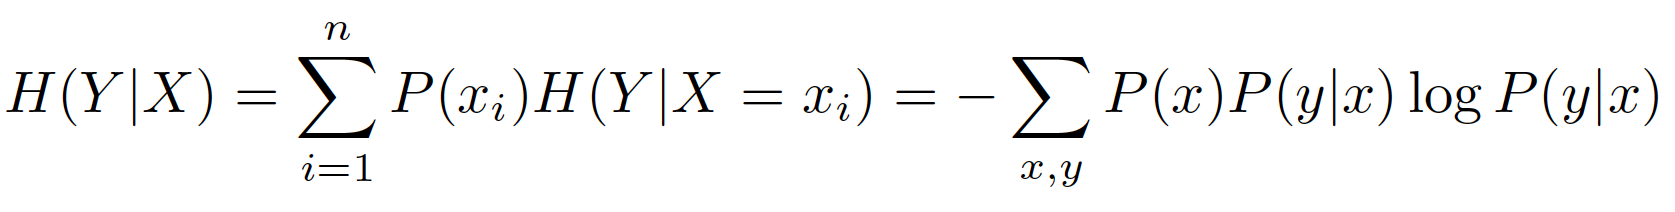 H(Y|X) = \sum_{i=1}^{n} P(x_i)H(Y|X = x_i) = -\sum_{x,y} P(x)P(y|x) \log P(y|x)